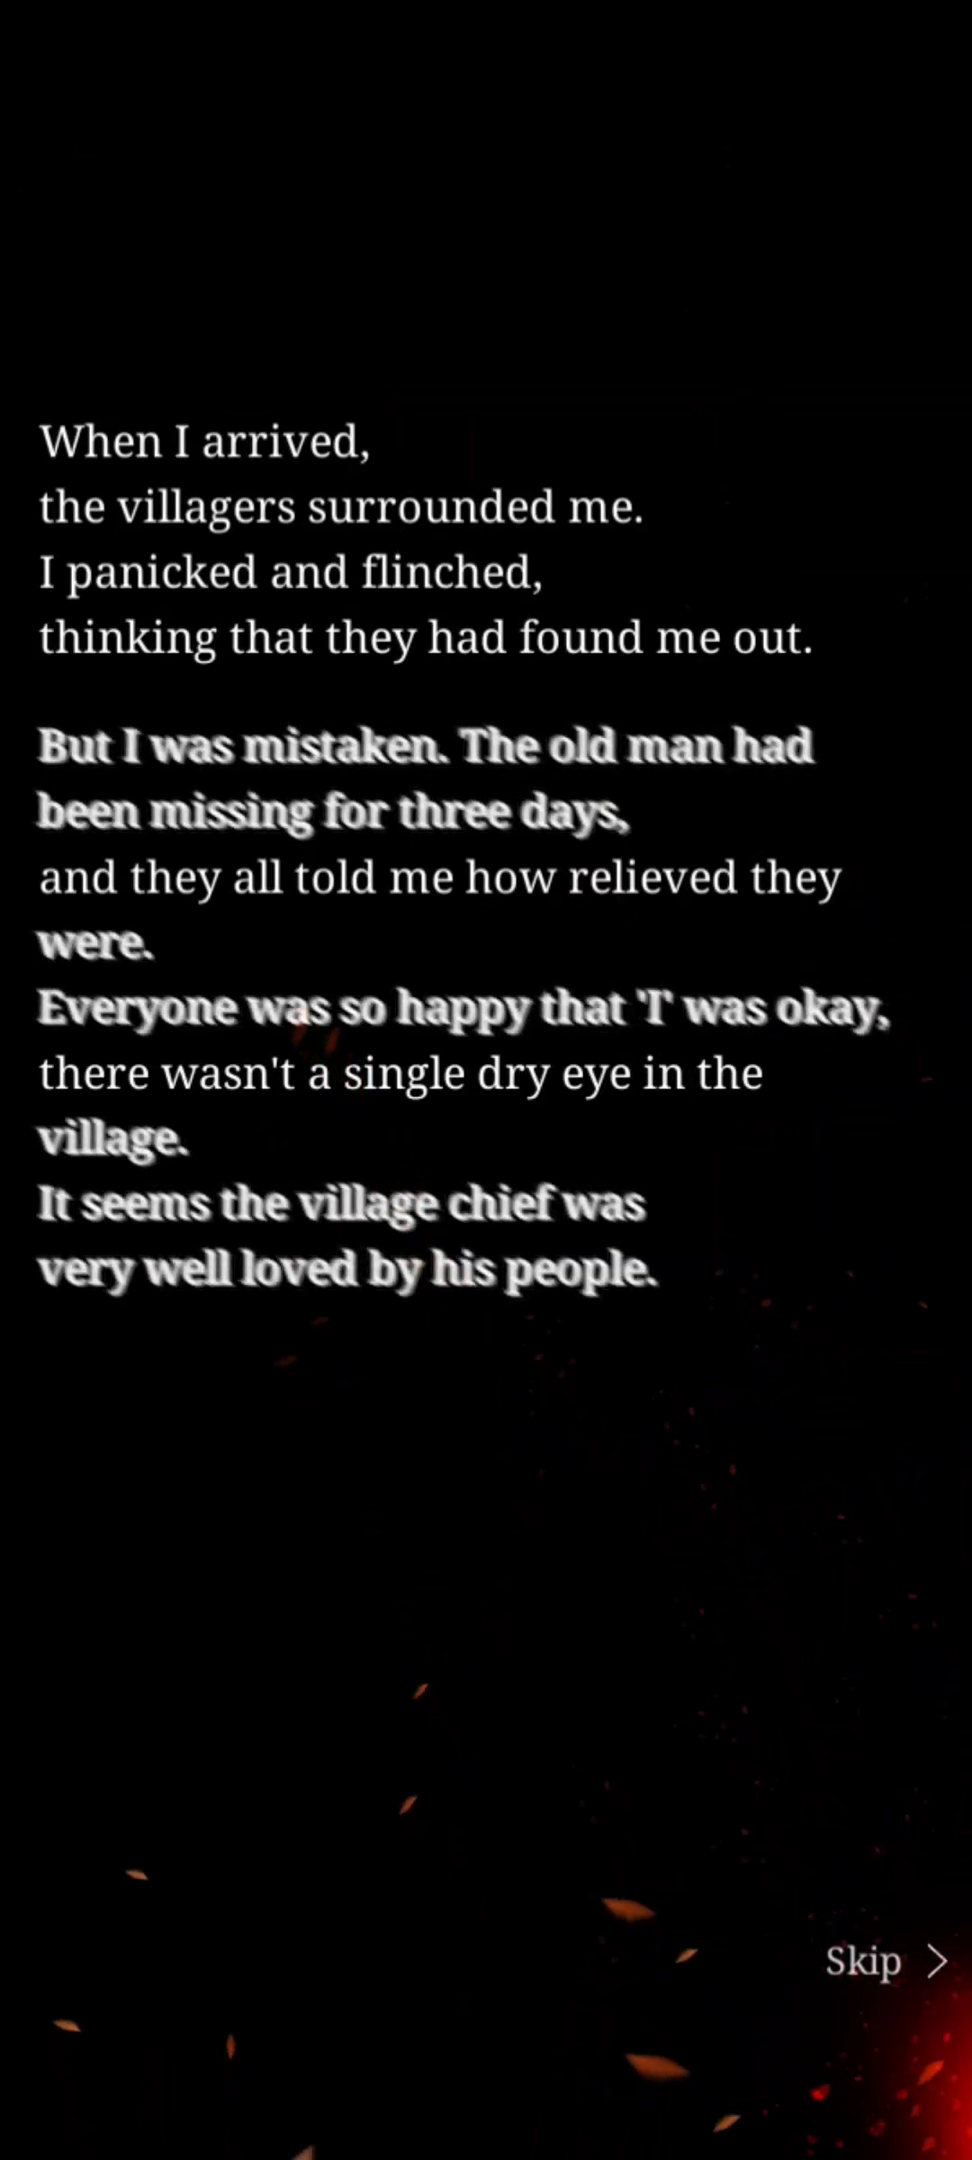 When I arrived,
the villagers surrounded me.
I panicked and flinched,
thinking that they had found me out.
But I was mistaken. The old man had
been missing for three days,
and they all told me how relieved they
were.
Everyone was so happy that 'I' was okay,
there wasn't a single dry eye in the
village.
It seems the village chief was
very well loved by his people.
Skip >